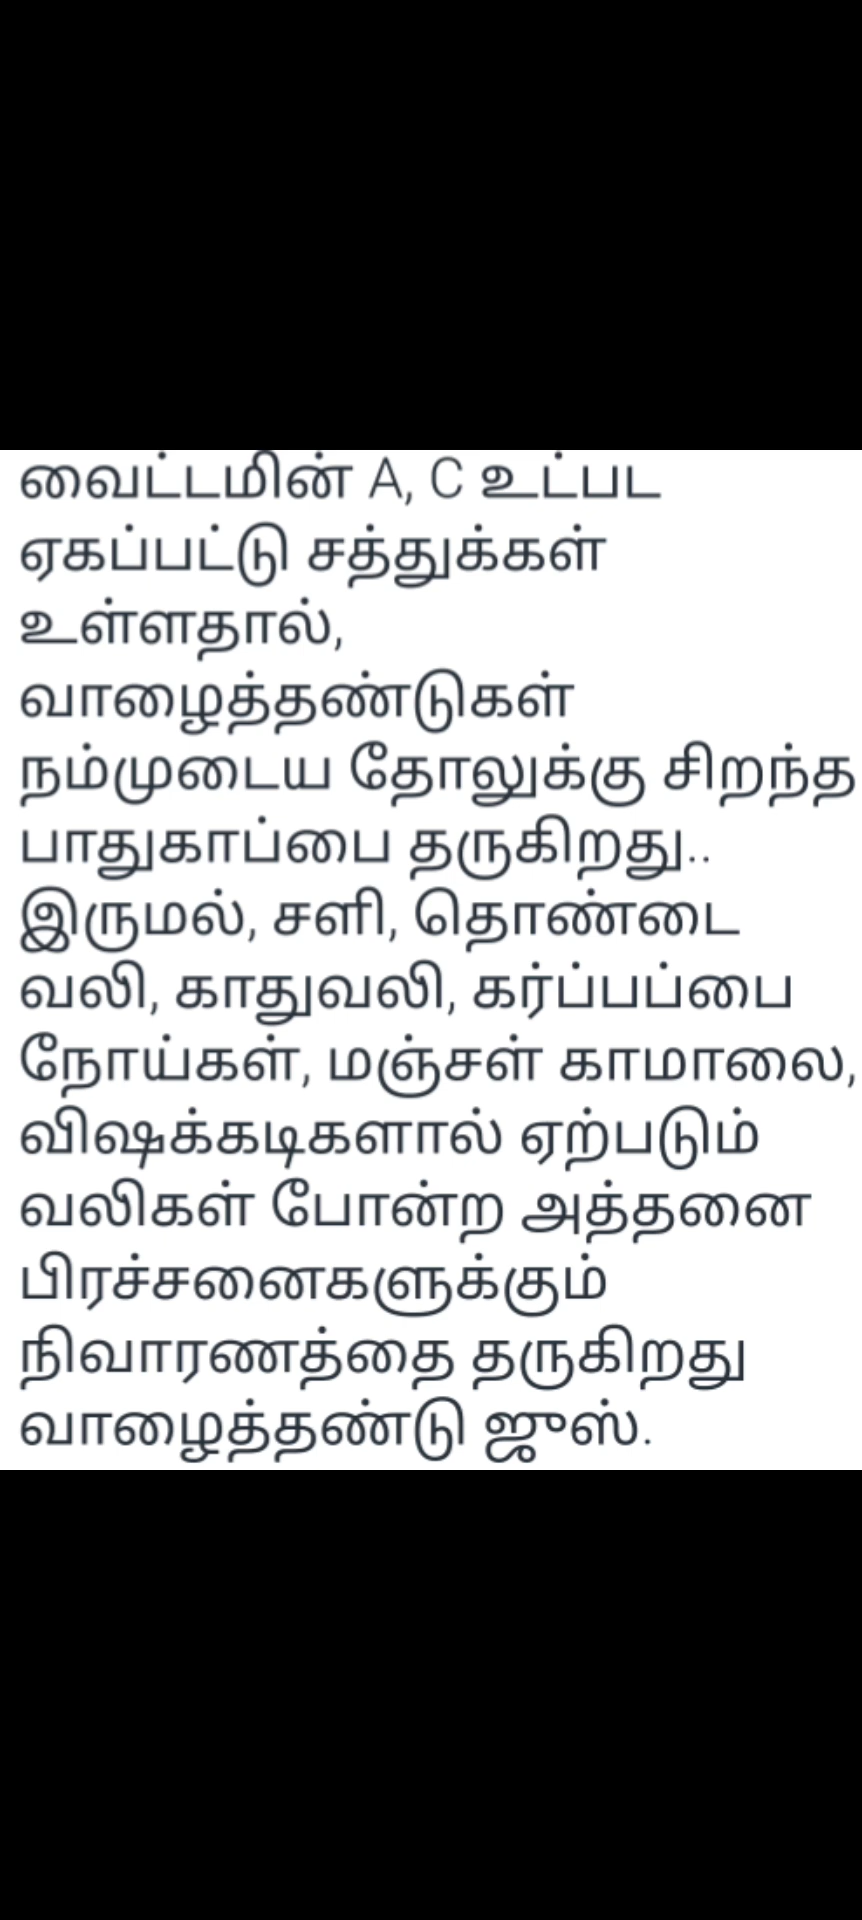 வைட்டமின் A, C உட்பட
ஏகப்பட்டு சத்துக்கள்
உள்ளதால்,
வாழைத்தண்டுகள்
நம்முடைய தோலுக்கு சிறந்த
பாதுகாப்பை தருகிறது..
இருமல், சளி, தொண்டை
வலி, காதுவலி, கர்ப்பப்பை
நோய்கள், மஞ்சள் காமாலை,
விஷக்கடிகளால் ஏற்படும்
வலிகள் போன்ற அத்தனை
பிரச்சனைகளுக்கும்
நிவாரணத்தை தருகிறது
வாழைத்தண்டு ஜுஸ்.